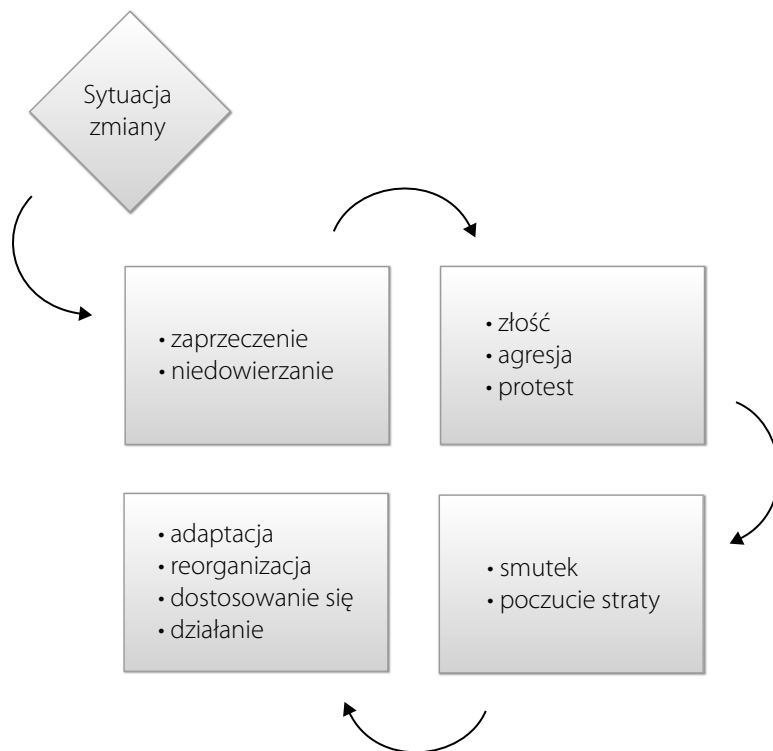 Sytuacja
zmiany
• zaprzeczenie
• niedowierzanie
• złość
• agresja
• protest
• smutek
• poczucie straty
• adaptacja
• reorganizacja
• dostosowanie się
• działanie